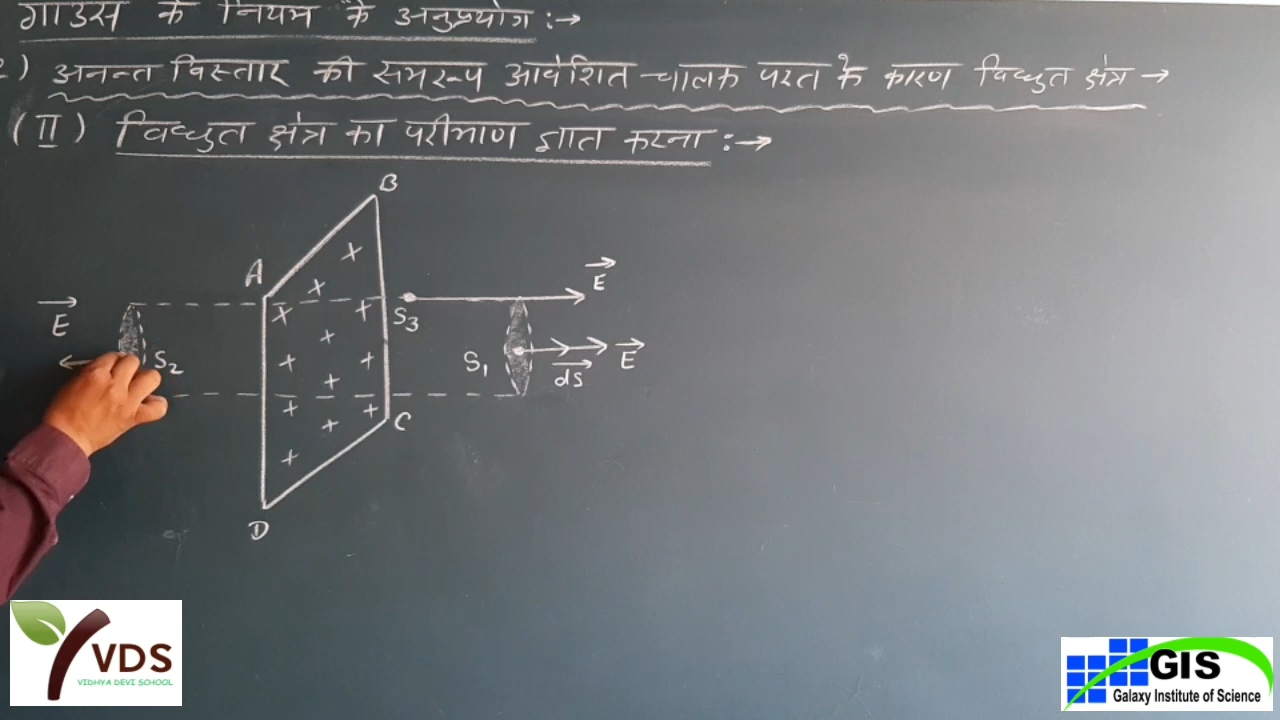 गाउस के नियम के अनुप्रयोग :→
2) अनन्त विस्तार की समरूप आवेशित चालक परत के कारण विधुत क्षेत्र →
(II) विधुत क्षेत्र का परीमाण ज्ञात करना :→
B
A
E
E
S3
S2
S1
ds
E
C
D
VDS
VIDHYA DEVI SCHOOL
GIS
Galaxy Institute of Science